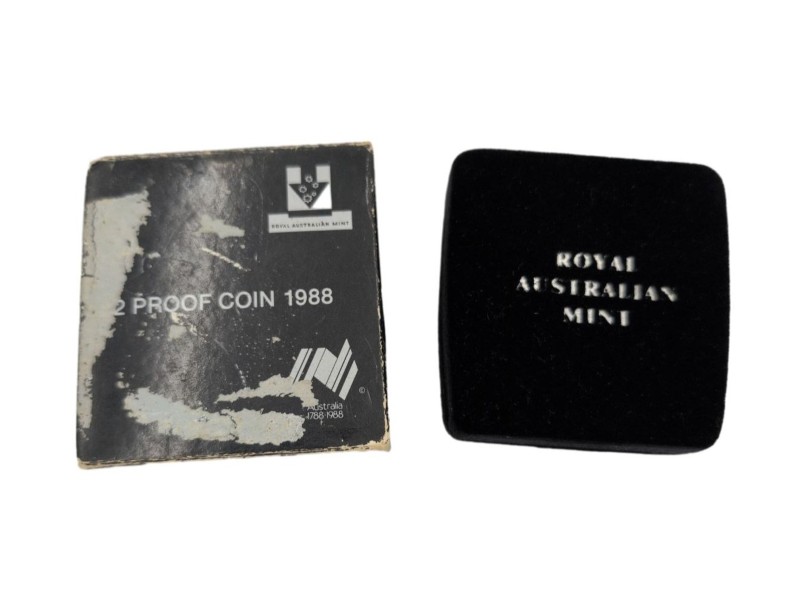 ROYAL AUSTRALIAN MINT
2 PROOF COIN 1988
©
Australia
1788-1988
ROYAL
AUSTRALIAN
MINT